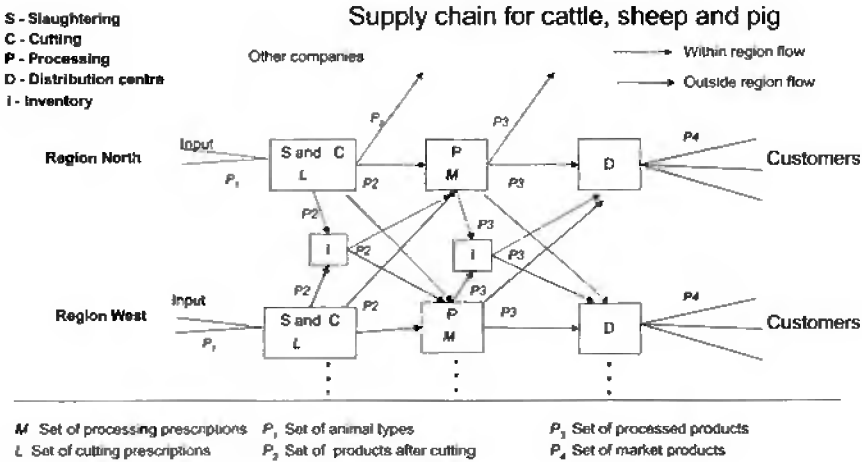 Supply chain for cattle, sheep and pig
S - Slaughtering
C - Cutting
P - Processing
D - Distribution centre
I - Inventory
Other companies
Within region flow
Outside region flow
P2
P3
P4
Input
Region North
S and C
L
P
M
D
Customers
P1
P2
P3
P2
P3
I
P2
I
P3
P2
P3
Input
P2
P4
Region West
S and C
L
P
M
P3
D
Customers
P1
M Set of processing prescriptions P1 Set of animal types P3 Set of processed products
L Set of cutting prescriptions P2 Set of products after cutting P4 Set of market products